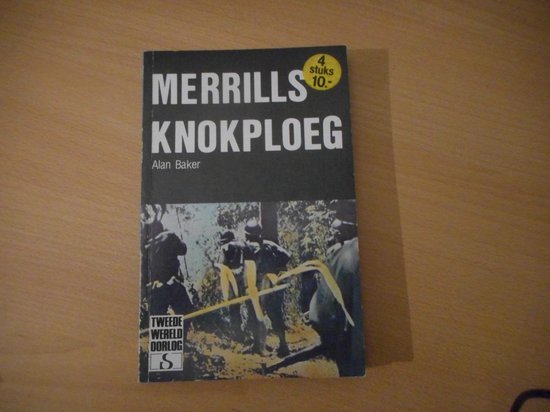 4
stuks
10.-
MERRILLS
KNOKPLOEG
Alan Baker
TWEEDE
WERELD
OORLOG
S